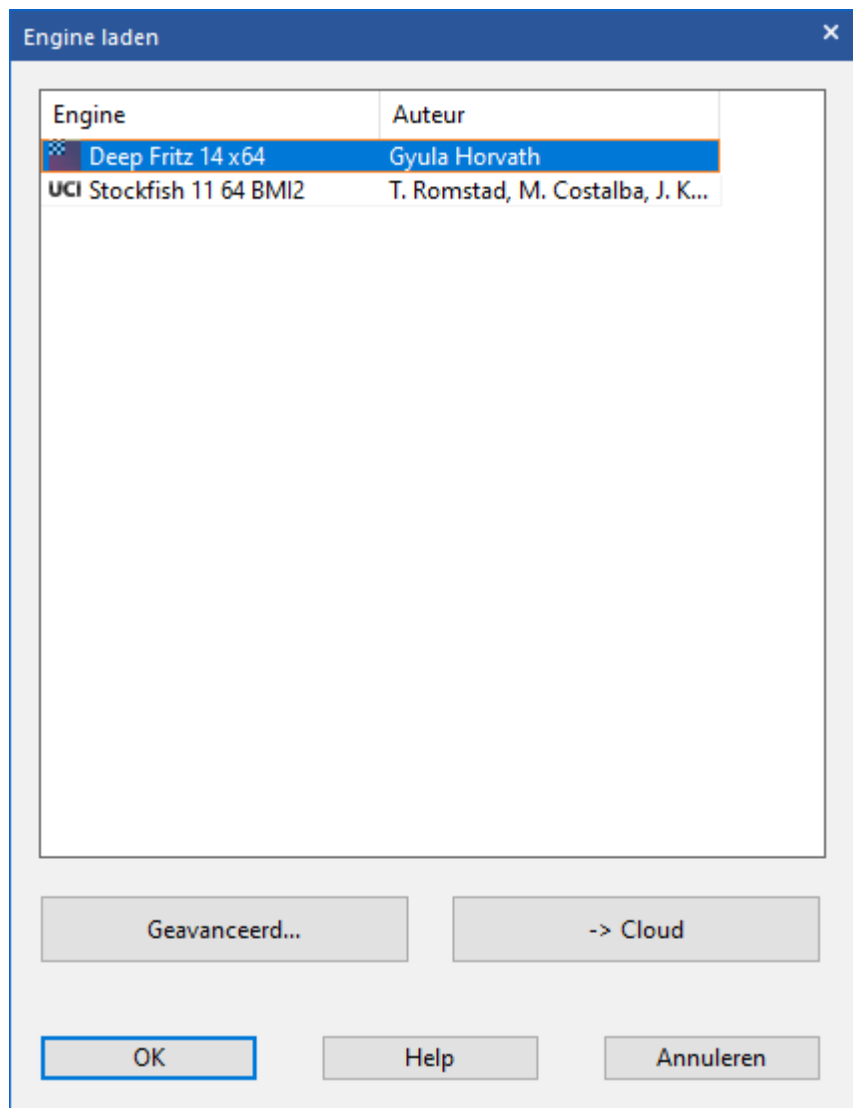 Engine laden
Engine Auteur
Deep Fritz 14 x64 Gyula Horvath
UCI Stockfish 11 64 BMI2 T. Romstad, M. Costalba, J. K...
Geavanceerd... -> Cloud
OK Help Annuleren